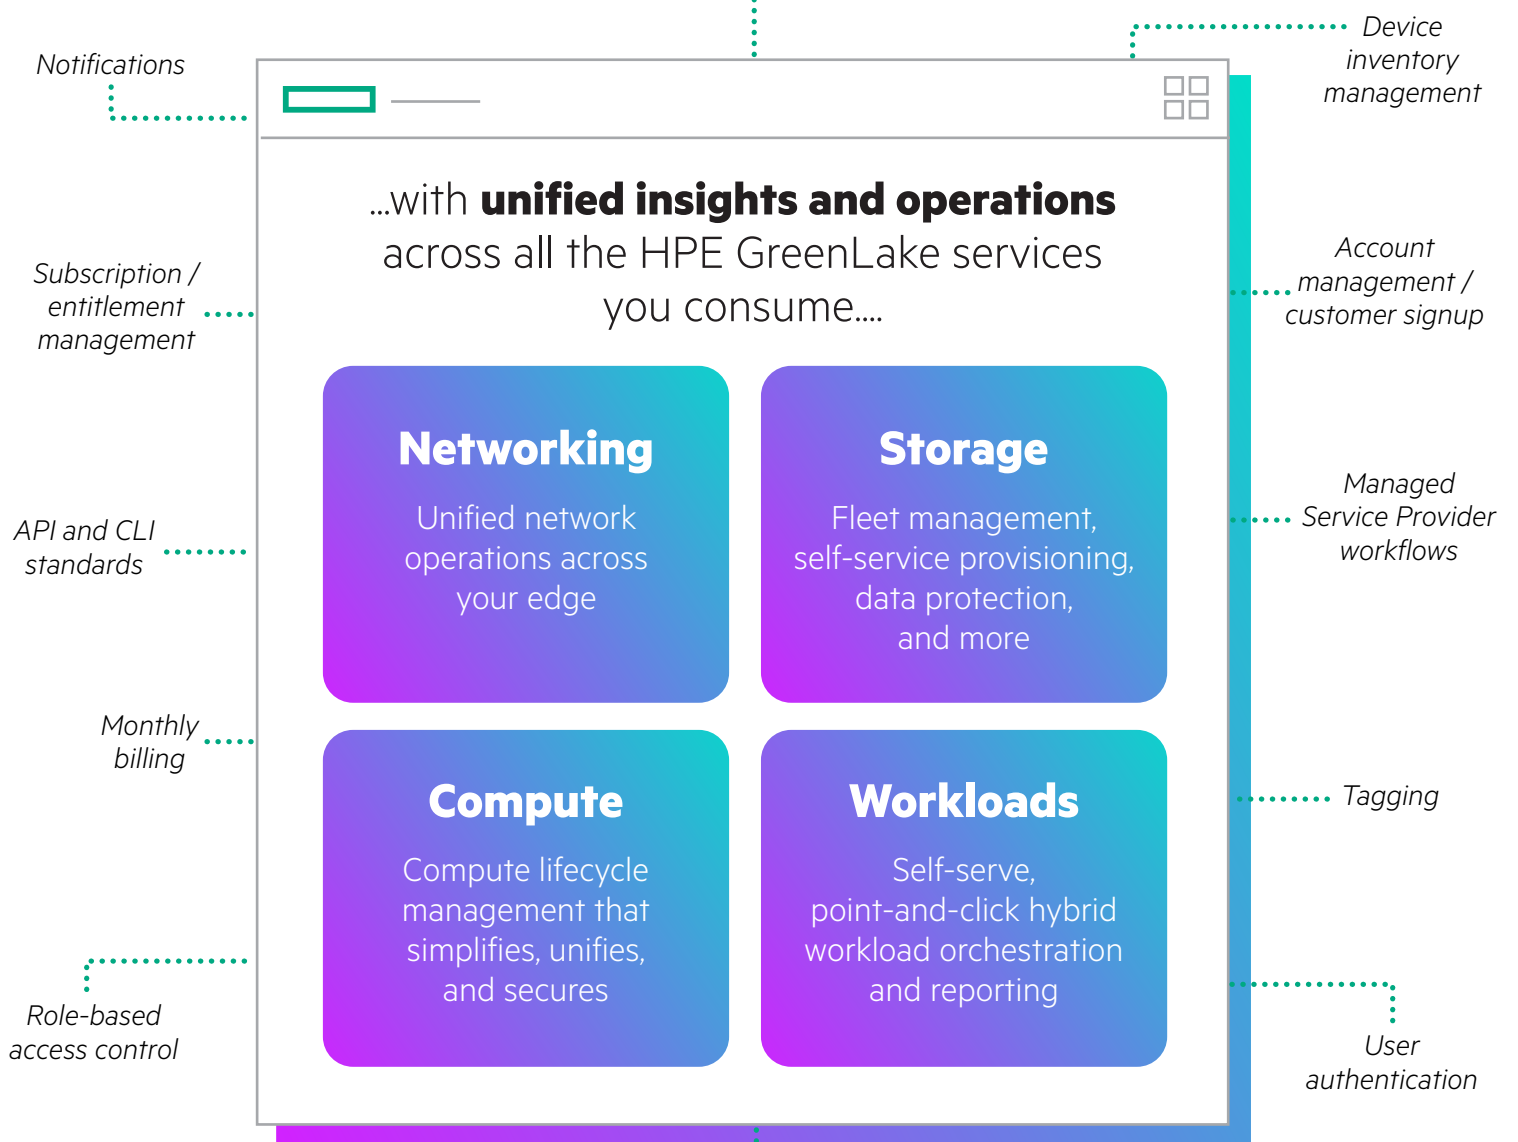 Notifications
Device
inventory
management
...with unified insights and operations
across all the HPE GreenLake services
you consume....
Subscription /
entitlement
management
Account
management /
customer signup
Networking
Unified network
operations across
your edge
Storage
Fleet management,
self-service provisioning,
data protection,
and more
API and CLI
standards
Managed
Service Provider
workflows
Monthly
billing
Compute
Compute lifecycle
management that
simplifies, unifies,
and secures
Workloads
Self-serve,
point-and-click hybrid
workload orchestration
and reporting
Tagging
Role-based
access control
User
authentication